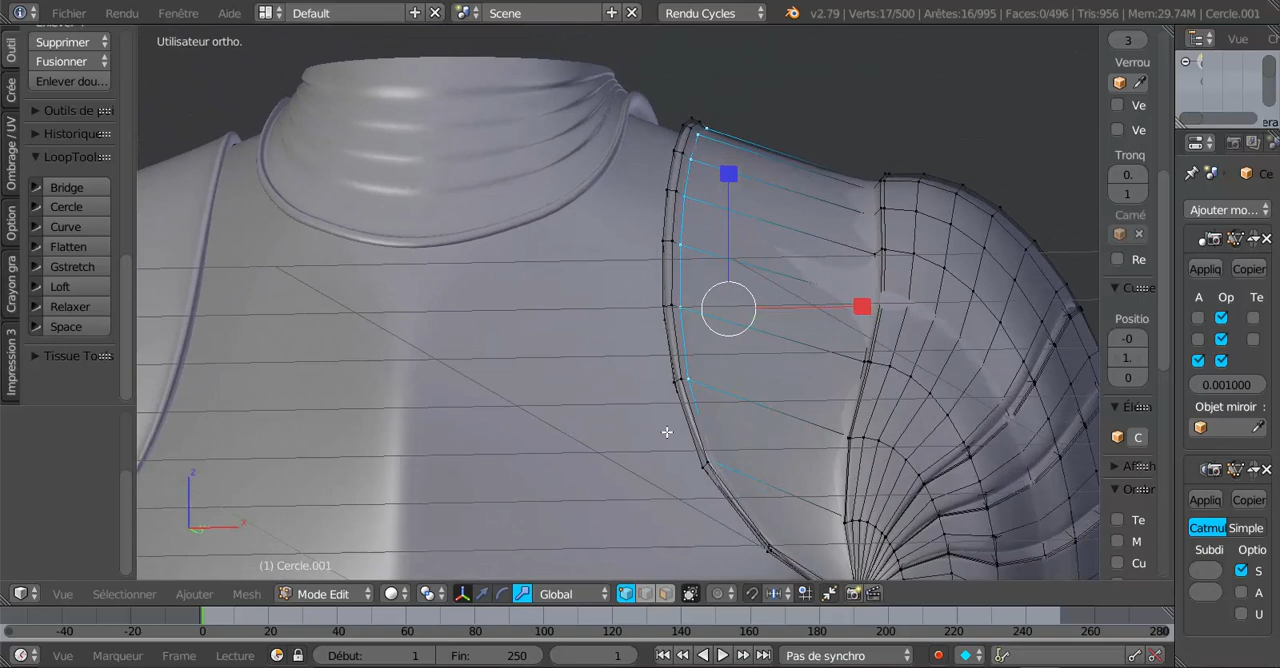 Fichier Rendu Fenêtre Aide Default Scene Rendu Cycles v2.79 | Verts:17/500 | Arêtes:16/995 | Faces:0/496 | Tris:956 | Mem:29.74M | Cercle.001
Outil
Crée
Ombrage / UV
Option
Crayon gra
Impression 3
Supprimer
Fusionner
Enlever dou...
Outils de p
Historique
LoopTool
Bridge
Cercle
Curve
Flatten
Gstretch
Loft
Relaxer
Space
Tissue To
Utilisateur ortho.
z
x
(1) Cercle.001
3
Verrou
Ve
Ve
Tronq
0.
1
Camé
Re
Cu
Positio
-0
1.
0
Élé
C
Affich
Te
M
Cu
Vue
era
Ce
Ajouter mo...
Appliq Copier
A Op Te
0.001000
Objet miroir :
Appliq Copier
Catmu Simple
Subdi Optio
S
A
U
Vue Sélectionner Ajouter Mesh Mode Edit Global
-40 -20 0 20 40 60 80 100 120 140 160 180 200 220 240 260 280
Vue Marqueur Frame Lecture Début: 1 Fin: 250 1 Pas de synchro